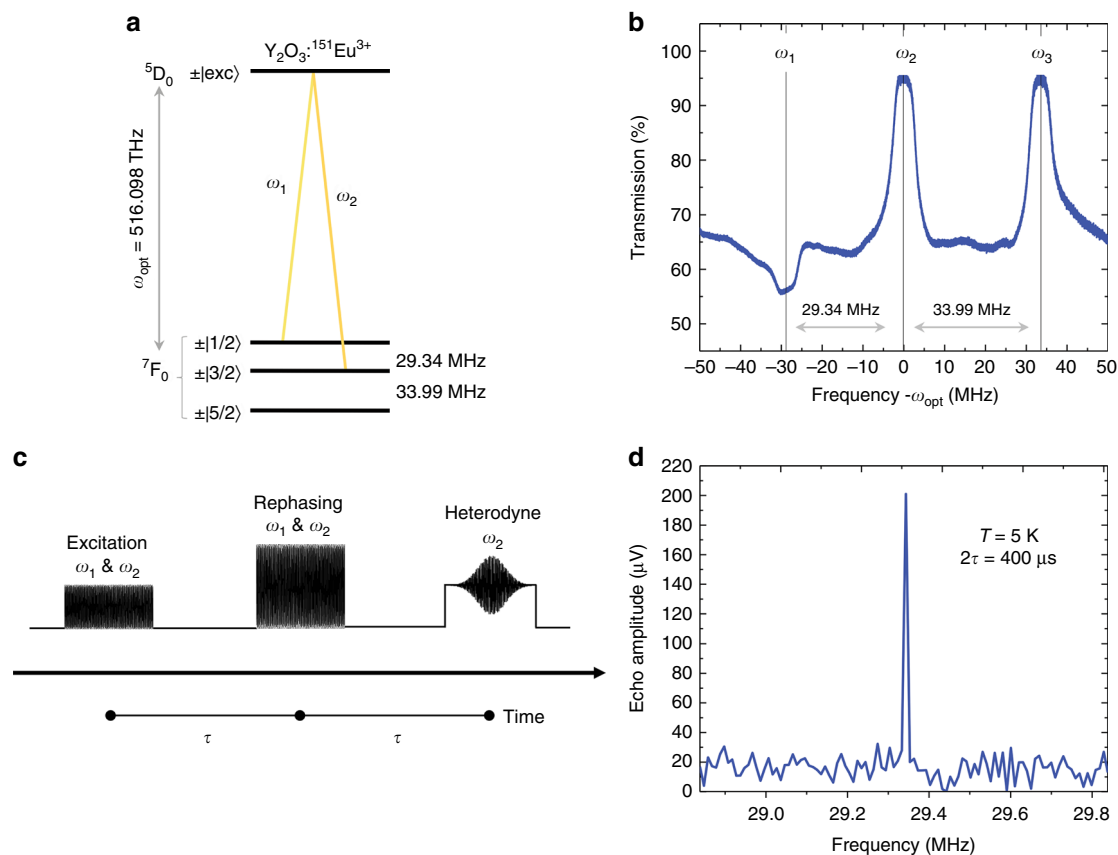 a
Y₂O₃:¹⁵¹Eu³⁺
⁵D₀ ±|exc⟩
ω_opt = 516.098 THz
ω₁
ω₂
±|1/2⟩
29.34 MHz
⁷F₀ ±|3/2⟩
33.99 MHz
±|5/2⟩
b
ω₁ ω₂ ω₃
Transmission (%)
100
90
80
70
60
50
29.34 MHz 33.99 MHz
−50 −40 −30 −20 −10 0 10 20 30 40 50
Frequency -ω_opt (MHz)
c
Excitation
ω₁ & ω₂
Rephasing
ω₁ & ω₂
Heterodyne
ω₂
Time
τ τ
d
Echo amplitude (μV)
220
200
180
160
140
120
100
80
60
40
20
0
T = 5 K
2τ = 400 μs
29.0 29.2 29.4 29.6 29.8
Frequency (MHz)